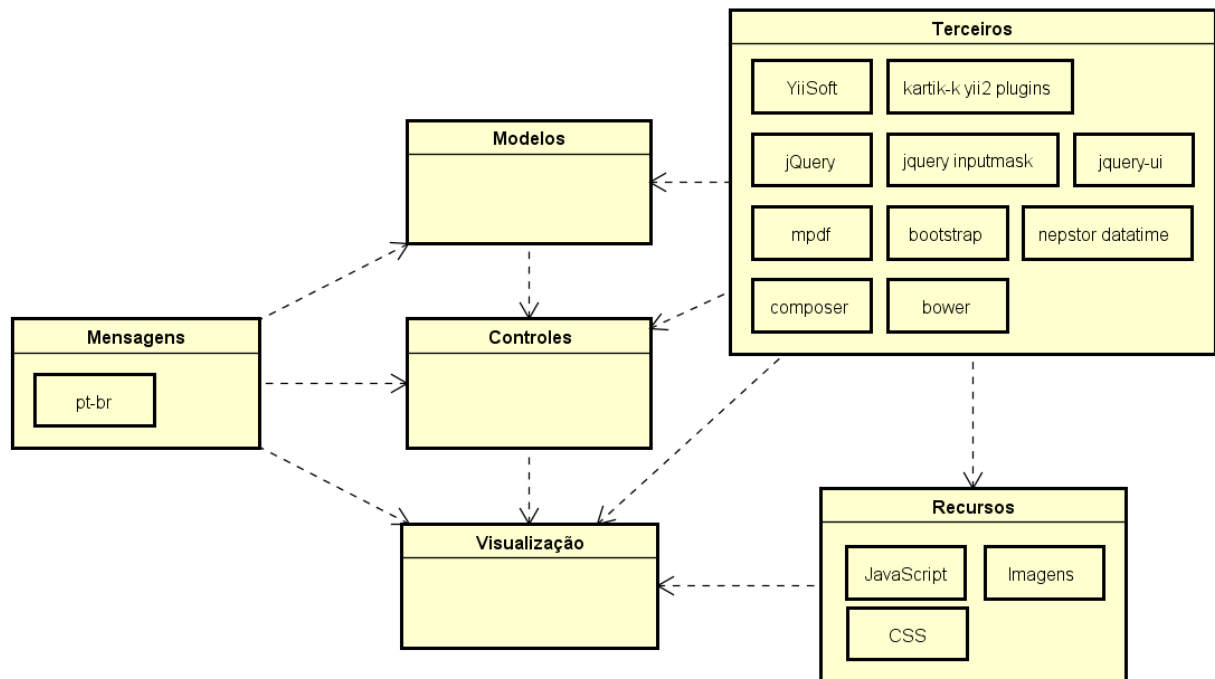 Terceiros
YiiSoft
kartik-k yii2 plugins
jQuery
jquery inputmask
jquery-ui
mpdf
bootstrap
nepstor datatime
composer
bower
Modelos
Mensagens
pt-br
Controles
Visualização
Recursos
JavaScript
Imagens
CSS